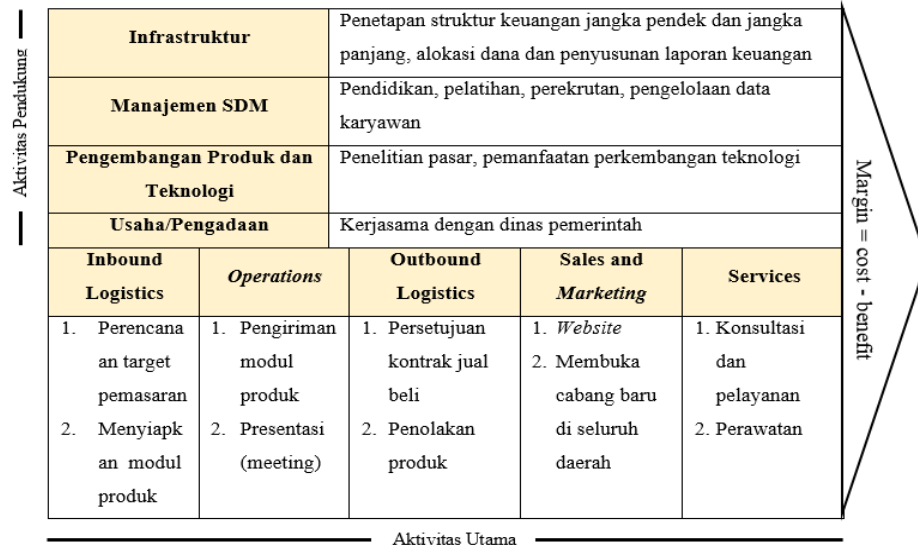 Aktivitas Pendukung
Infrastruktur
Penetapan struktur keuangan jangka pendek dan jangka
panjang, alokasi dana dan penyusunan laporan keuangan
Manajemen SDM
Pendidikan, pelatihan, perekrutan, pengelolaan data
karyawan
Pengembangan Produk dan
Teknologi
Penelitian pasar, pemanfaatan perkembangan teknologi
Usaha/Pengadaan
Kerjasama dengan dinas pemerintah
Inbound
Logistics
Operations
Outbound
Logistics
Sales and
Marketing
Services
1. Perencana
an target
pemasaran
2. Menyiapk
an modul
produk
1. Pengiriman
modul
produk
2. Presentasi
(meeting)
1. Persetujuan
kontrak jual
beli
2. Penolakan
produk
1. Website
2. Membuka
cabang baru
di seluruh
daerah
1. Konsultasi
dan
pelayanan
2. Perawatan
Margin = cost - benefit
Aktivitas Utama